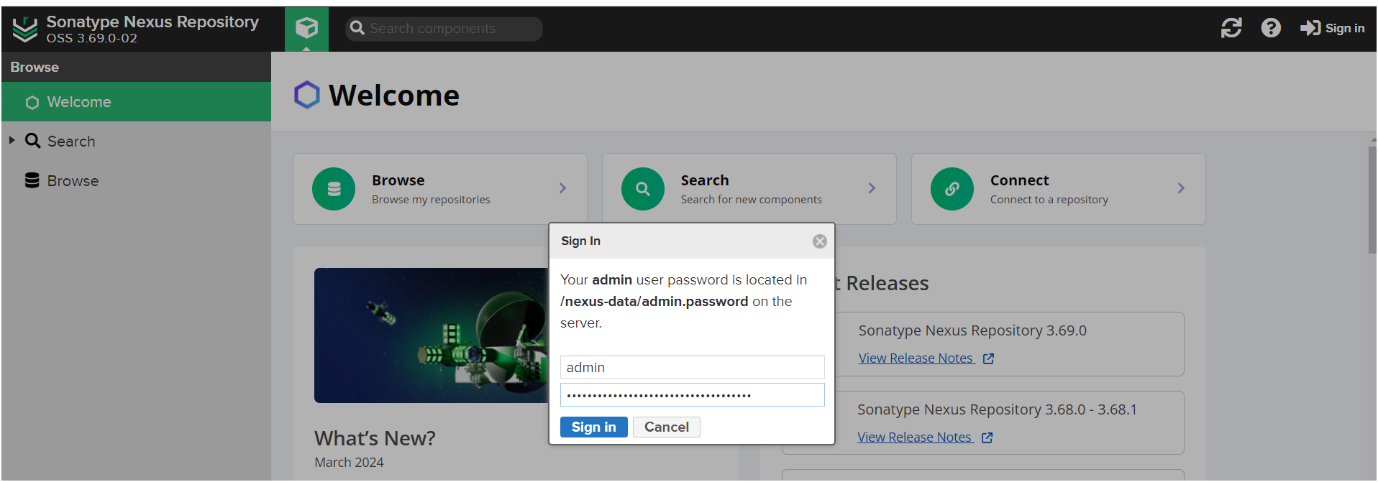 Sonatype Nexus Repository
OSS 3.69.0-02
Search components
Sign in
Browse
Welcome
Search
Browse
Welcome
Browse
Browse my repositories
Search
Search for new components
Connect
Connect to a repository
Sign In
Your admin user password is located in
/nexus-data/admin.password on the
server.
admin
••••••••••••••••••••••••••••••••••••
Sign in
Cancel
What's New?
March 2024
t Releases
Sonatype Nexus Repository 3.69.0
View Release Notes
Sonatype Nexus Repository 3.68.0 - 3.68.1
View Release Notes